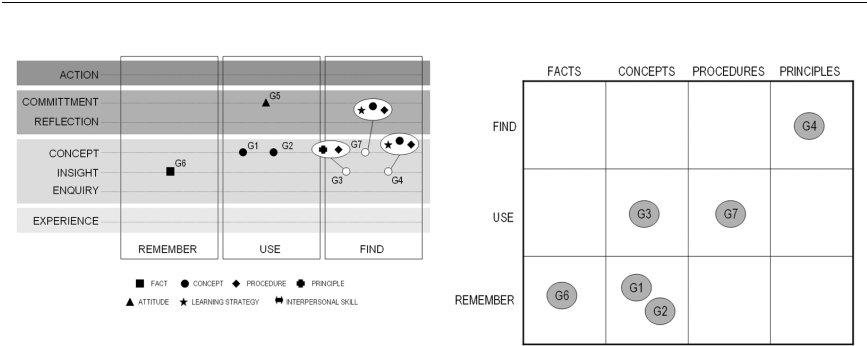 ACTION
COMMITTMENT
G5
REFLECTION
CONCEPT
G1
G2
G7
G6
INSIGHT
G3
G4
ENQUIRY
EXPERIENCE
REMEMBER
USE
FIND
FACT
CONCEPT
PROCEDURE
PRINCIPLE
ATTITUDE
LEARNING STRATEGY
INTERPERSONAL SKILL
FACTS
CONCEPTS
PROCEDURES
PRINCIPLES
FIND
G4
USE
G3
G7
REMEMBER
G6
G1
G2